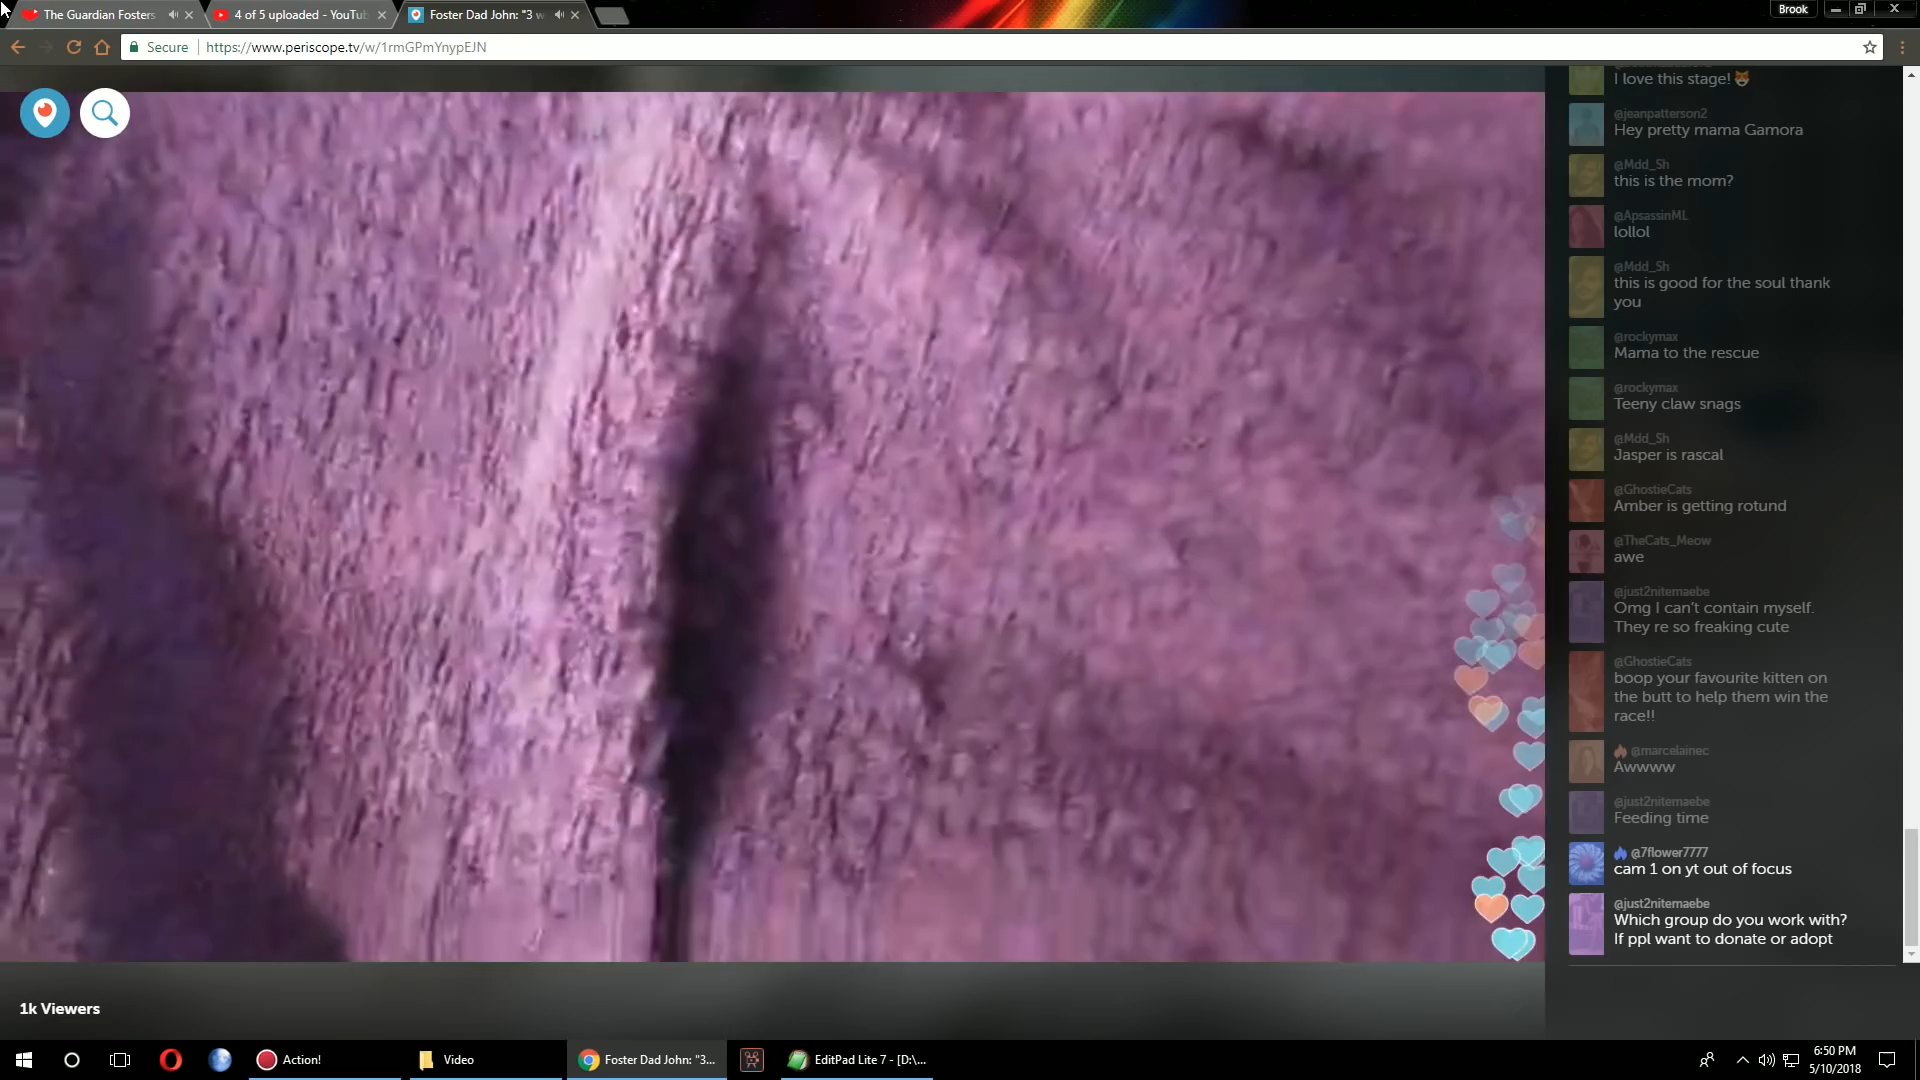 The Guardian Fosters
4 of 5 uploaded - YouTub
Foster Dad John: "3 w
Brook
Secure
https://www.periscope.tv/w/1rmGPmYnypEJN
I love this stage!
@jeanpatterson2
Hey pretty mama Gamora
@Mdd_Sh
this is the mom?
@ApsassinML
lollol
@Mdd_Sh
this is good for the soul thank
you
@rockymax
Mama to the rescue
@rockymax
Teeny claw snags
@Mdd_Sh
Jasper is rascal
@GhostieCats
Amber is getting rotund
@TheCats_Meow
awe
@just2nitemaebe
Omg I can't contain myself.
They re so freaking cute
@GhostieCats
boop your favourite kitten on
the butt to help them win the
race!!
@marcelainec
Awwww
@just2nitemaebe
Feeding time
@7flower7777
cam 1 on yt out of focus
@just2nitemaebe
Which group do you work with?
If ppl want to donate or adopt
1k Viewers
Action!
Video
Foster Dad John: "3...
EditPad Lite 7 - [D:\...
6:50 PM
5/10/2018